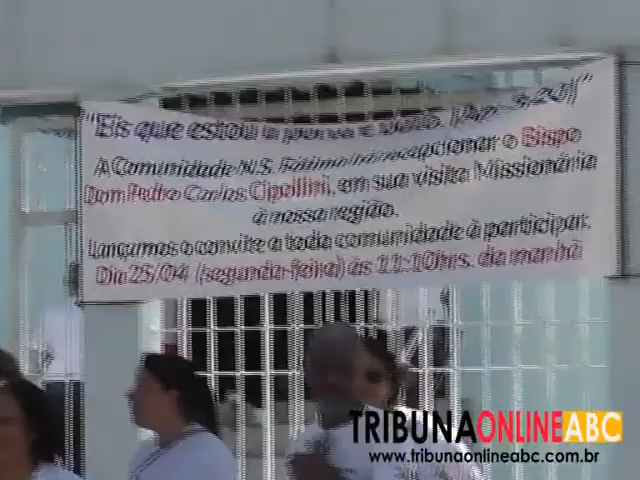 "Eis que estou à porta e bato. (Ap. 3,20)"
A Comunidade N.S. Fátima irá recepcionar o Bispo
Dom Pedro Carlos Cipollini, em sua visita Missionária
à nossa região.
Lançamos o convite a toda comunidade à participar.
Dia 25/04 (segunda-feira) às 11:10hrs. da manhã
TRIBUNAONLINEABC
www.tribunaonlineabc.com.br